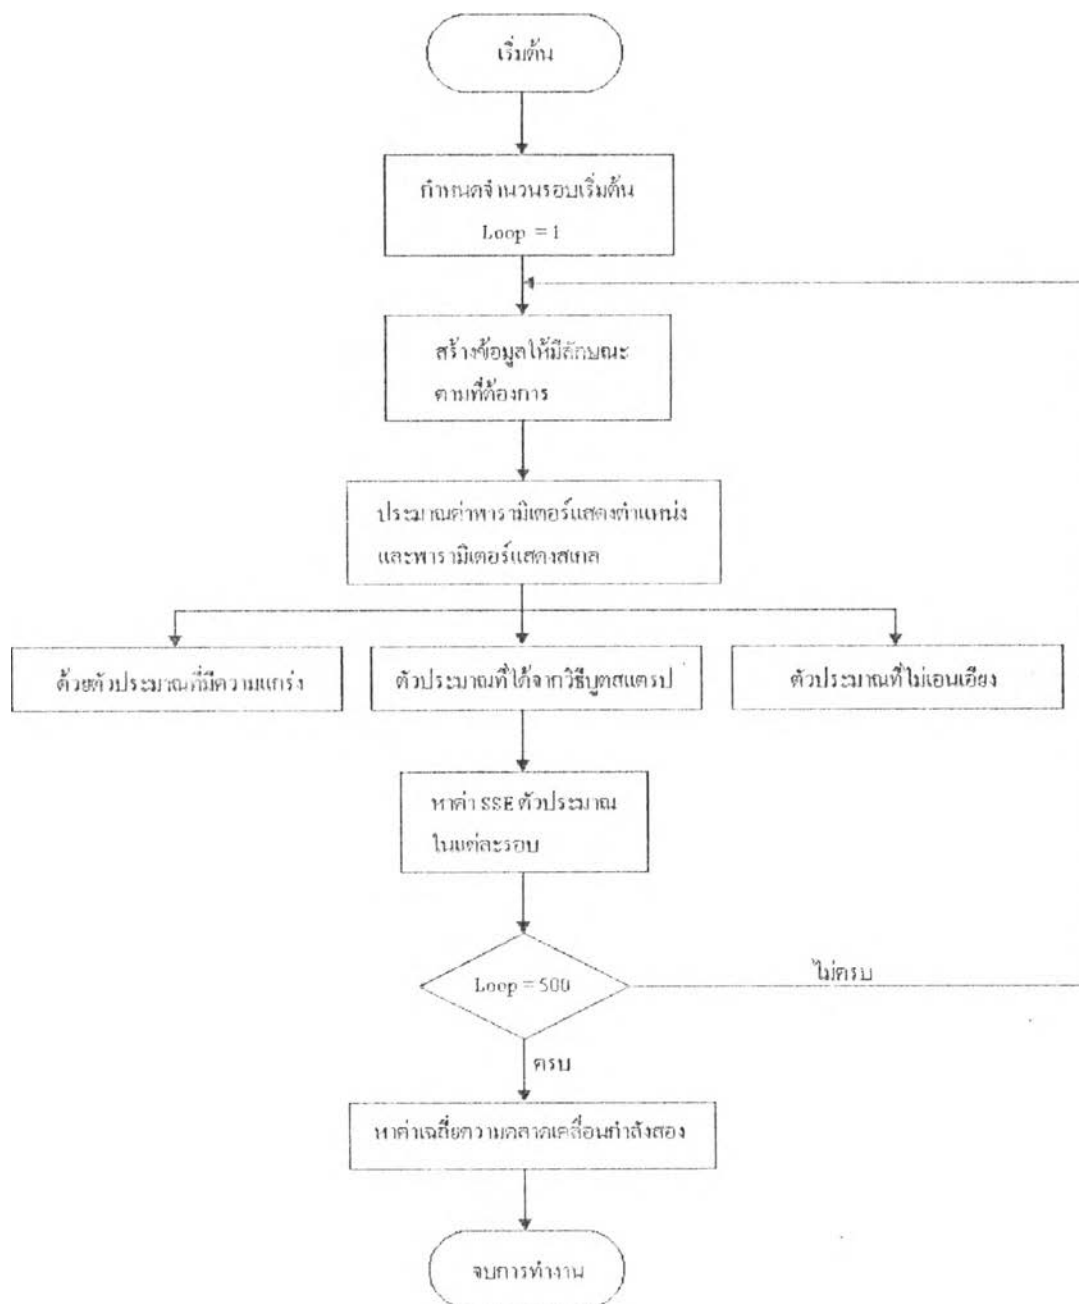 เริ่มต้น
กำหนดจำนวนรอบเริ่มต้น
Loop = 1
สร้างข้อมูลให้มีลักษณะ
ตามที่ต้องการ
ประมาณค่าพารามิเตอร์แสดงตำแหน่ง
และพารามิเตอร์แสดงสเกล
ด้วยตัวประมาณที่มีความแกร่ง
ตัวประมาณที่ได้จากวิธีบูตสแตรป
ตัวประมาณที่ไม่เอนเอียง
หาค่า SSE ตัวประมาณ
ในแต่ละรอบ
Loop = 500
ไม่ครบ
ครบ
หาค่าเฉลี่ยความคลาดเคลื่อนกำลังสอง
จบการทำงาน